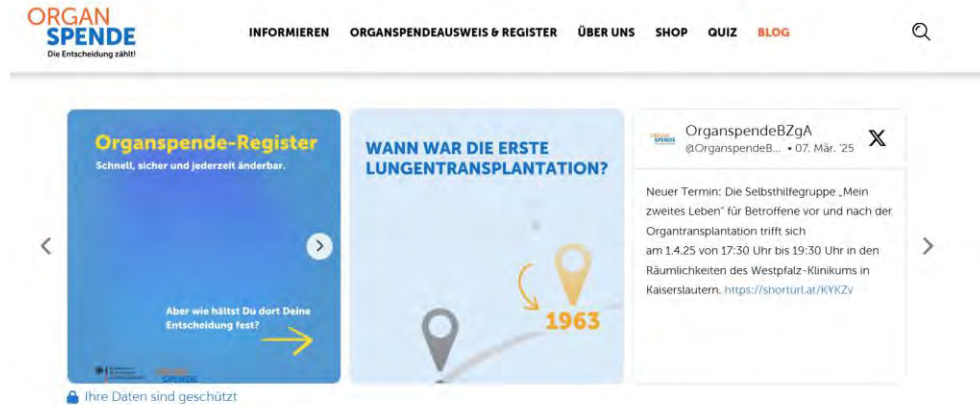 ORGAN
SPENDE
Die Entscheidung zählt!
INFORMIEREN ORGANSPENDEAUSWEIS & REGISTER ÜBER UNS SHOP QUIZ BLOG
Organspende-Register
Schnell, sicher und jederzeit änderbar.
Aber wie hältst Du dort Deine
Entscheidung fest?
WANN WAR DIE ERSTE
LUNGENTRANSPLANTATION?
1963
OrganspendeBZgA
@OrganspendeB... • 07. Mär. '25
Neuer Termin: Die Selbsthilfegruppe „Mein
zweites Leben" für Betroffene vor und nach der
Organtransplantation trifft sich
am 1.4.25 von 17:30 Uhr bis 19:30 Uhr in den
Räumlichkeiten des Westpfalz-Klinikums in
Kaiserslautern. https://shorturl.at/KYKZv
Ihre Daten sind geschützt